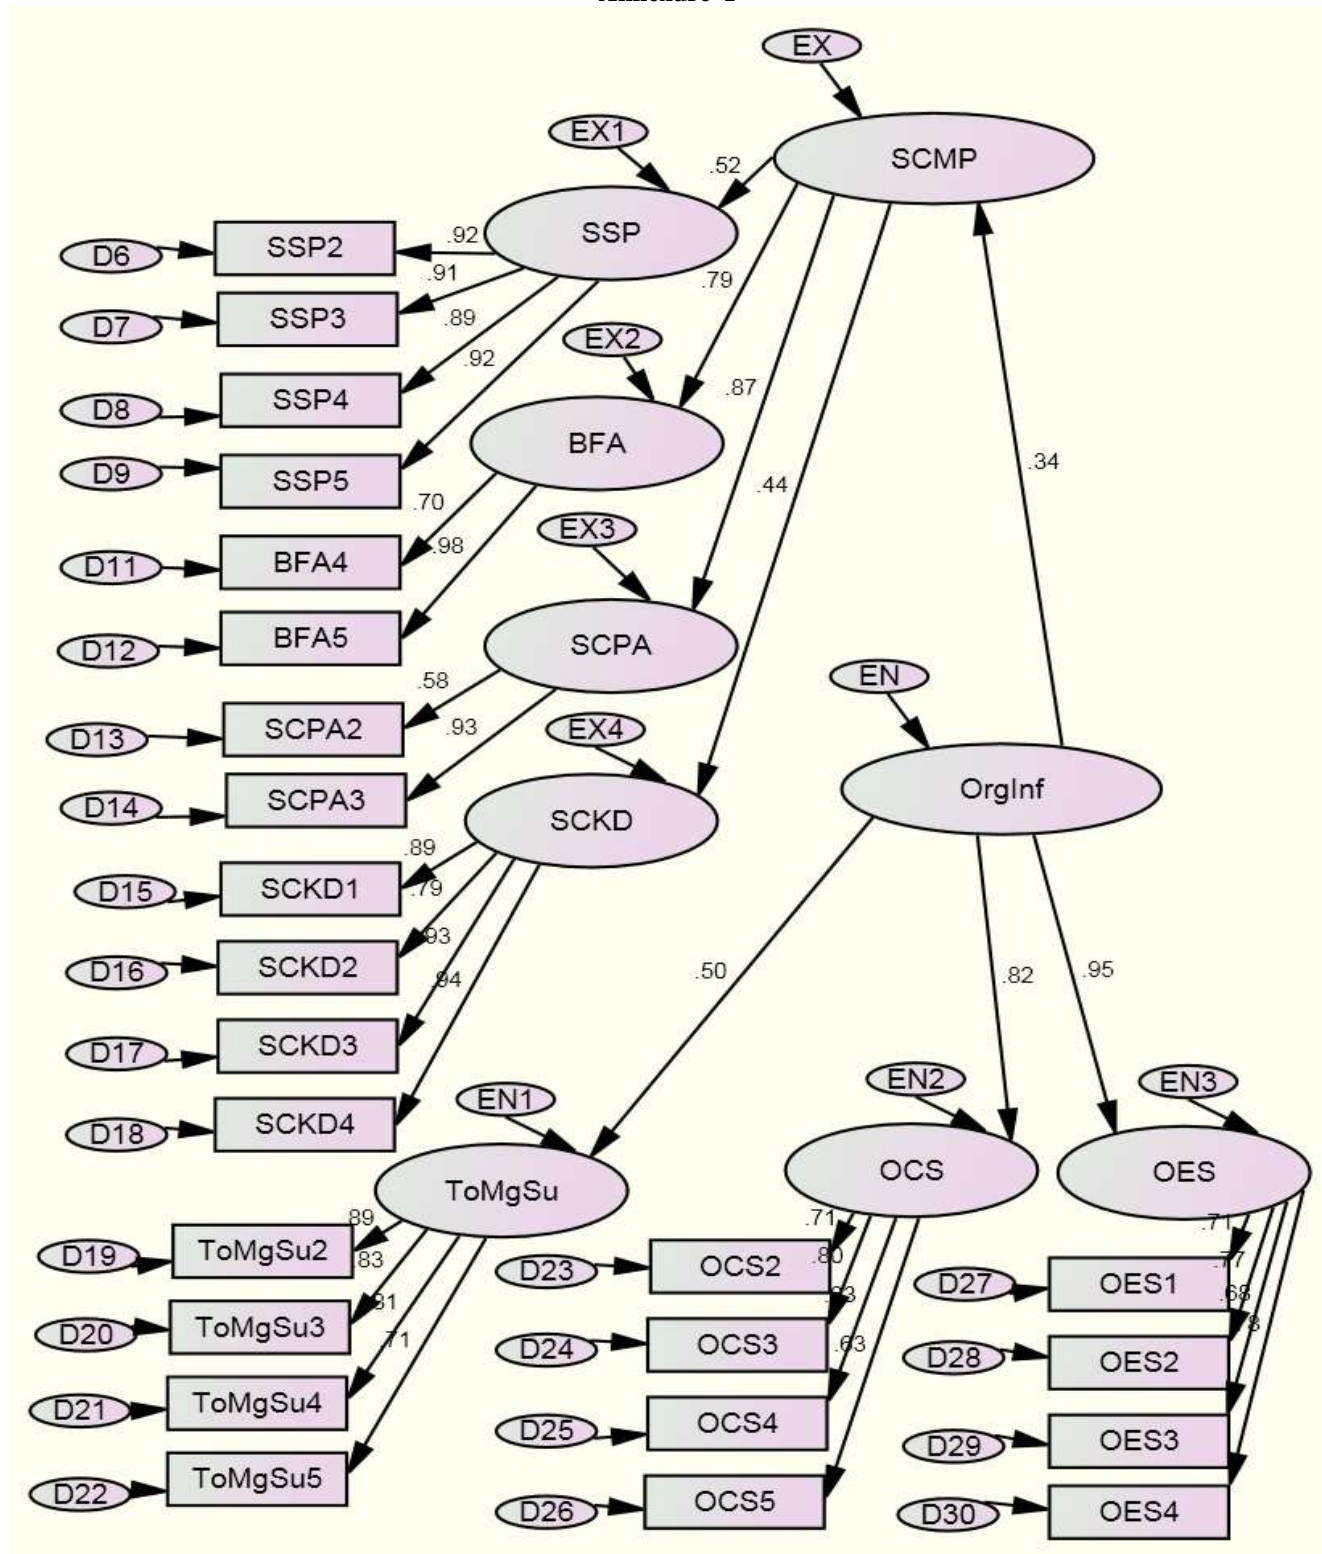 EX
SCMP
EX1
.52
SSP
D6
SSP2
.92
D7
SSP3
.91
.79
D8
SSP4
.89
EX2
.87
D9
SSP5
.92
BFA
.34
.44
D11
BFA4
.70
EX3
D12
BFA5
.98
SCPA
EN
D13
SCPA2
.58
EX4
OrgInf
D14
SCPA3
.93
SCKD
D15
SCKD1
.89
D16
SCKD2
.79
D17
SCKD3
.93
D18
SCKD4
.94
.50
.82
.95
EN1
EN2
EN3
ToMgSu
OCS
OES
D19
ToMgSu2
.89
D20
ToMgSu3
.83
D21
ToMgSu4
D22
ToMgSu5
.71
D23
OCS2
.71
D24
OCS3
.80
D25
OCS4
D26
OCS5
.63
D27
OES1
.71
D28
OES2
.77
D29
OES3
.68
D30
OES4